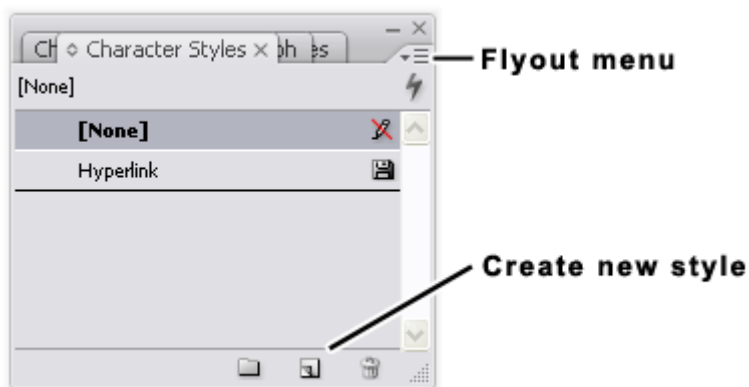 Character Styles
Flyout menu
[None]
[None]
Hyperlink
Create new style